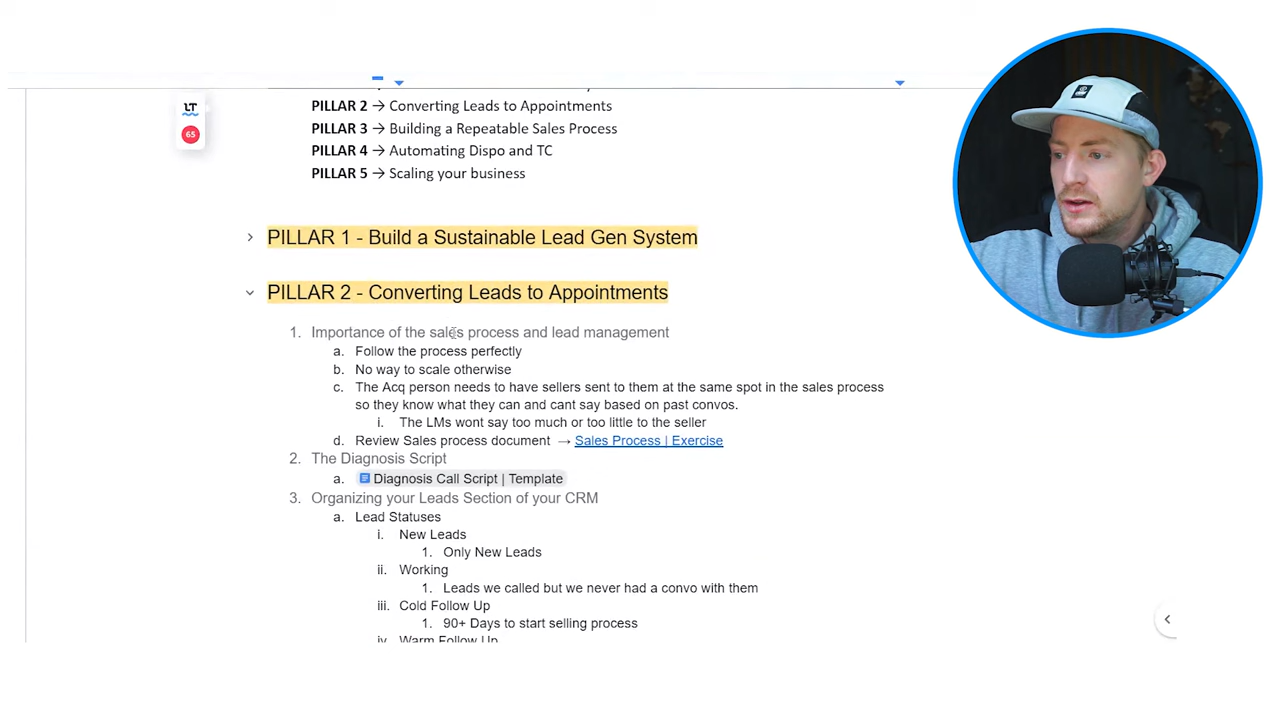 PILLAR 2 → Converting Leads to Appointments
PILLAR 3 → Building a Repeatable Sales Process
PILLAR 4 → Automating Dispo and TC
PILLAR 5 → Scaling your business
LT
65
PILLAR 1 - Build a Sustainable Lead Gen System
PILLAR 2 - Converting Leads to Appointments
1. Importance of the sales process and lead management
a. Follow the process perfectly
b. No way to scale otherwise
c. The Acq person needs to have sellers sent to them at the same spot in the sales process
so they know what they can and cant say based on past convos.
i. The LMs wont say too much or too little to the seller
d. Review Sales process document → Sales Process | Exercise
2. The Diagnosis Script
a. Diagnosis Call Script | Template
3. Organizing your Leads Section of your CRM
a. Lead Statuses
i. New Leads
1. Only New Leads
ii. Working
1. Leads we called but we never had a convo with them
iii. Cold Follow Up
1. 90+ Days to start selling process
iv. Warm Follow Up